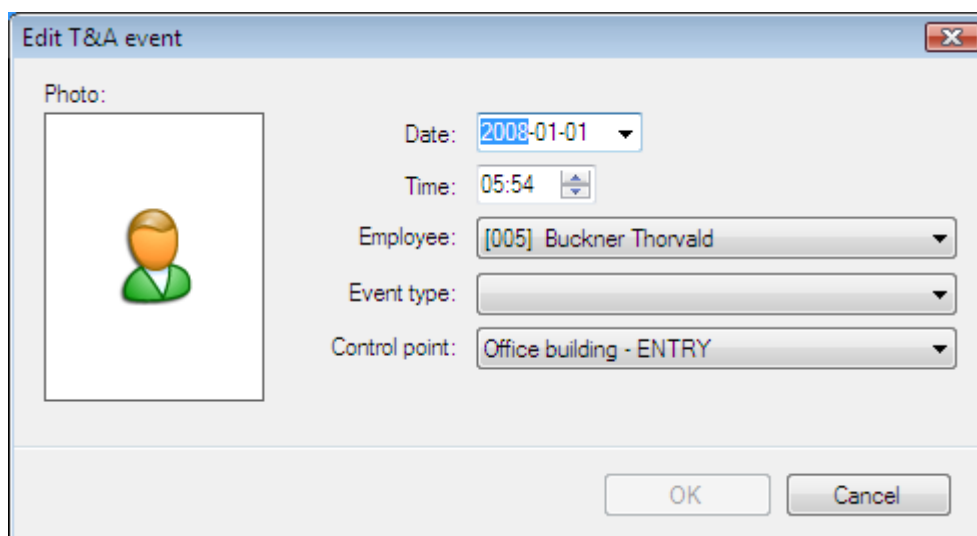 Edit T&A event
Photo:
Date: 2008-01-01
Time: 05:54
Employee: [005] Buckner Thorvald
Event type:
Control point: Office building - ENTRY
OK Cancel